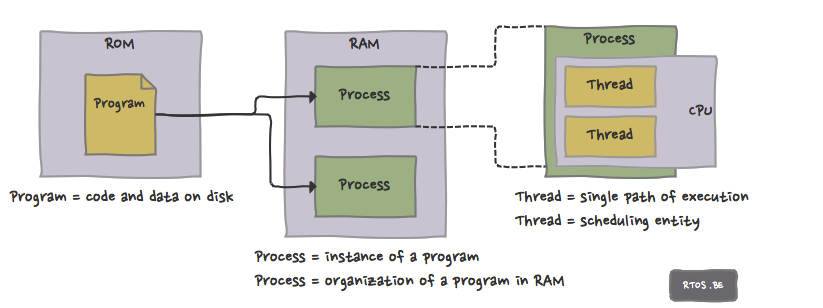 ROM
Program
Program = code and data on disk
RAM
Process
Process
Process = instance of a program
Process = organization of a program in RAM
Process
Thread
Thread
CPU
Thread = single path of execution
Thread = scheduling entity
RTOS.BE